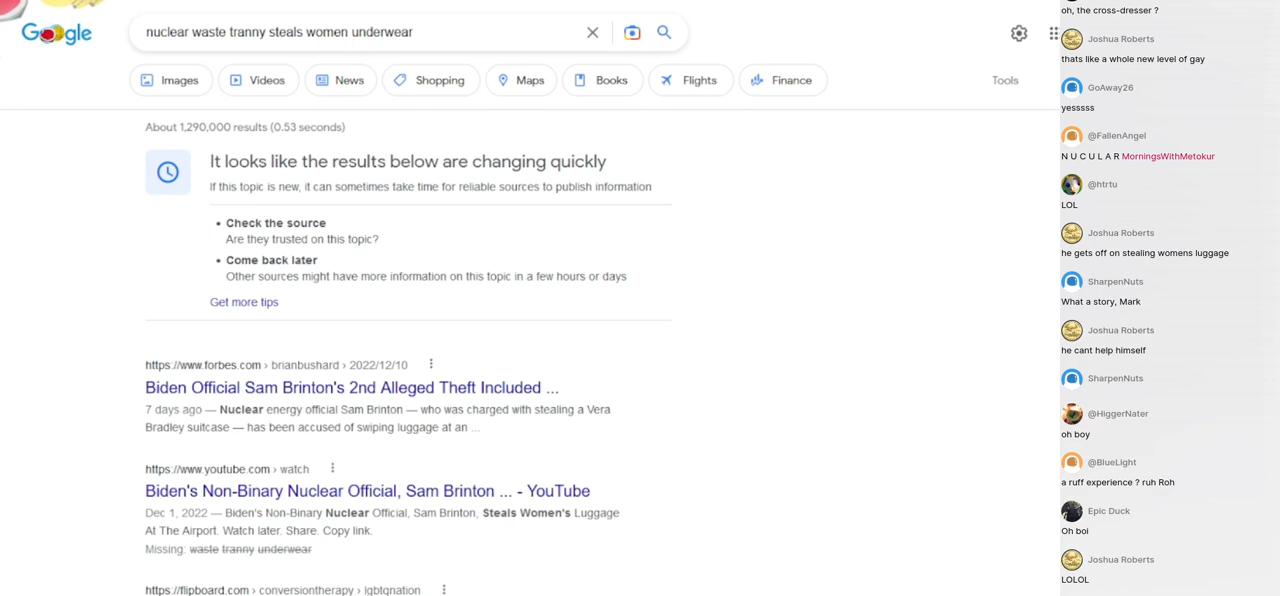 Google
nuclear waste tranny steals women underwear
Images
Videos
News
Shopping
Maps
Books
Flights
Finance
Tools
About 1,290,000 results (0.53 seconds)
It looks like the results below are changing quickly
If this topic is new, it can sometimes take time for reliable sources to publish information
• Check the source
Are they trusted on this topic?
• Come back later
Other sources might have more information on this topic in a few hours or days
Get more tips
https://www.forbes.com › brianbushard › 2022/12/10
Biden Official Sam Brinton's 2nd Alleged Theft Included ...
7 days ago — Nuclear energy official Sam Brinton — who was charged with stealing a Vera
Bradley suitcase — has been accused of swiping luggage at an ...
https://www.youtube.com › watch
Biden's Non-Binary Nuclear Official, Sam Brinton ... - YouTube
Dec 1, 2022 — Biden's Non-Binary Nuclear Official, Sam Brinton, Steals Women's Luggage
At The Airport. Watch later. Share. Copy link.
Missing: waste tranny underwear
https://flipboard.com › conversiontherapy › lgbtqnation
oh, the cross-dresser ?
Joshua Roberts
thats like a whole new level of gay
GoAway26
yesssss
@FallenAngel
N U C U L A R MorningsWithMetokur
@htrtu
LOL
Joshua Roberts
he gets off on stealing womens luggage
SharpenNuts
What a story, Mark
Joshua Roberts
he cant help himself
SharpenNuts
@HiggerNater
oh boy
@BlueLight
a ruff experience ? ruh Roh
Epic Duck
Oh boi
Joshua Roberts
LOLOL